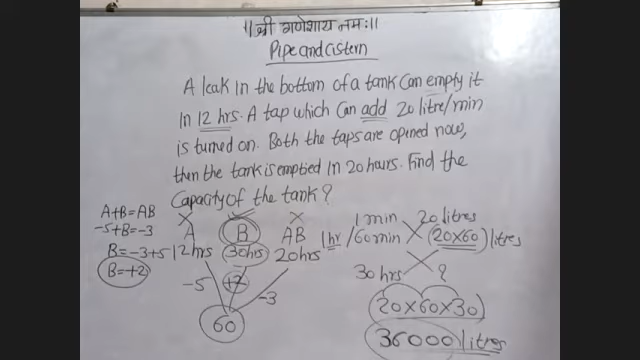 ॥श्री गणेशाय नमः॥
Pipe and cistern
A leak in the bottom of a tank can empty it
in 12 hrs. A tap which can add 20 litre/min
is turned on. Both the taps are opened now,
then the tank is emptied in 20 hours. Find the
Capacity of the tank?
A+B=AB
-5+B=-3
B=-3+5
B=+2
A B AB
12hrs 30hrs 20hrs
-5 +2 -3
60
1 min 20 litres
1hr/60min (20×60) litres
30hrs ?
20×60×30
36000 litres